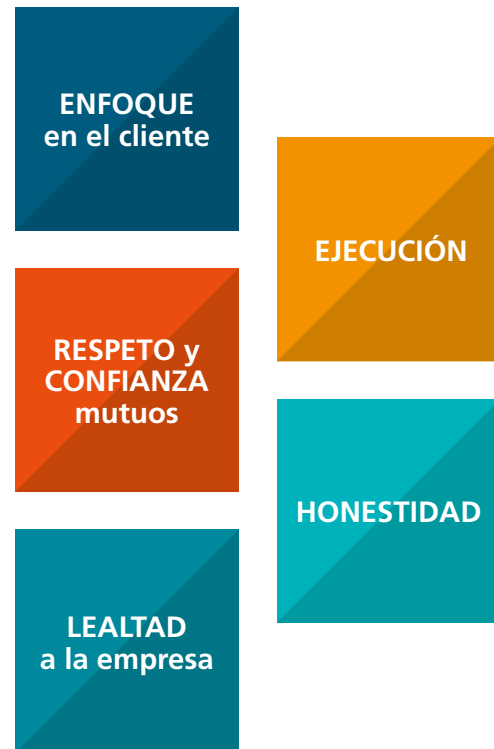 ENFOQUE
en el cliente
EJECUCIÓN
RESPETO y
CONFIANZA
mutuos
HONESTIDAD
LEALTAD
a la empresa